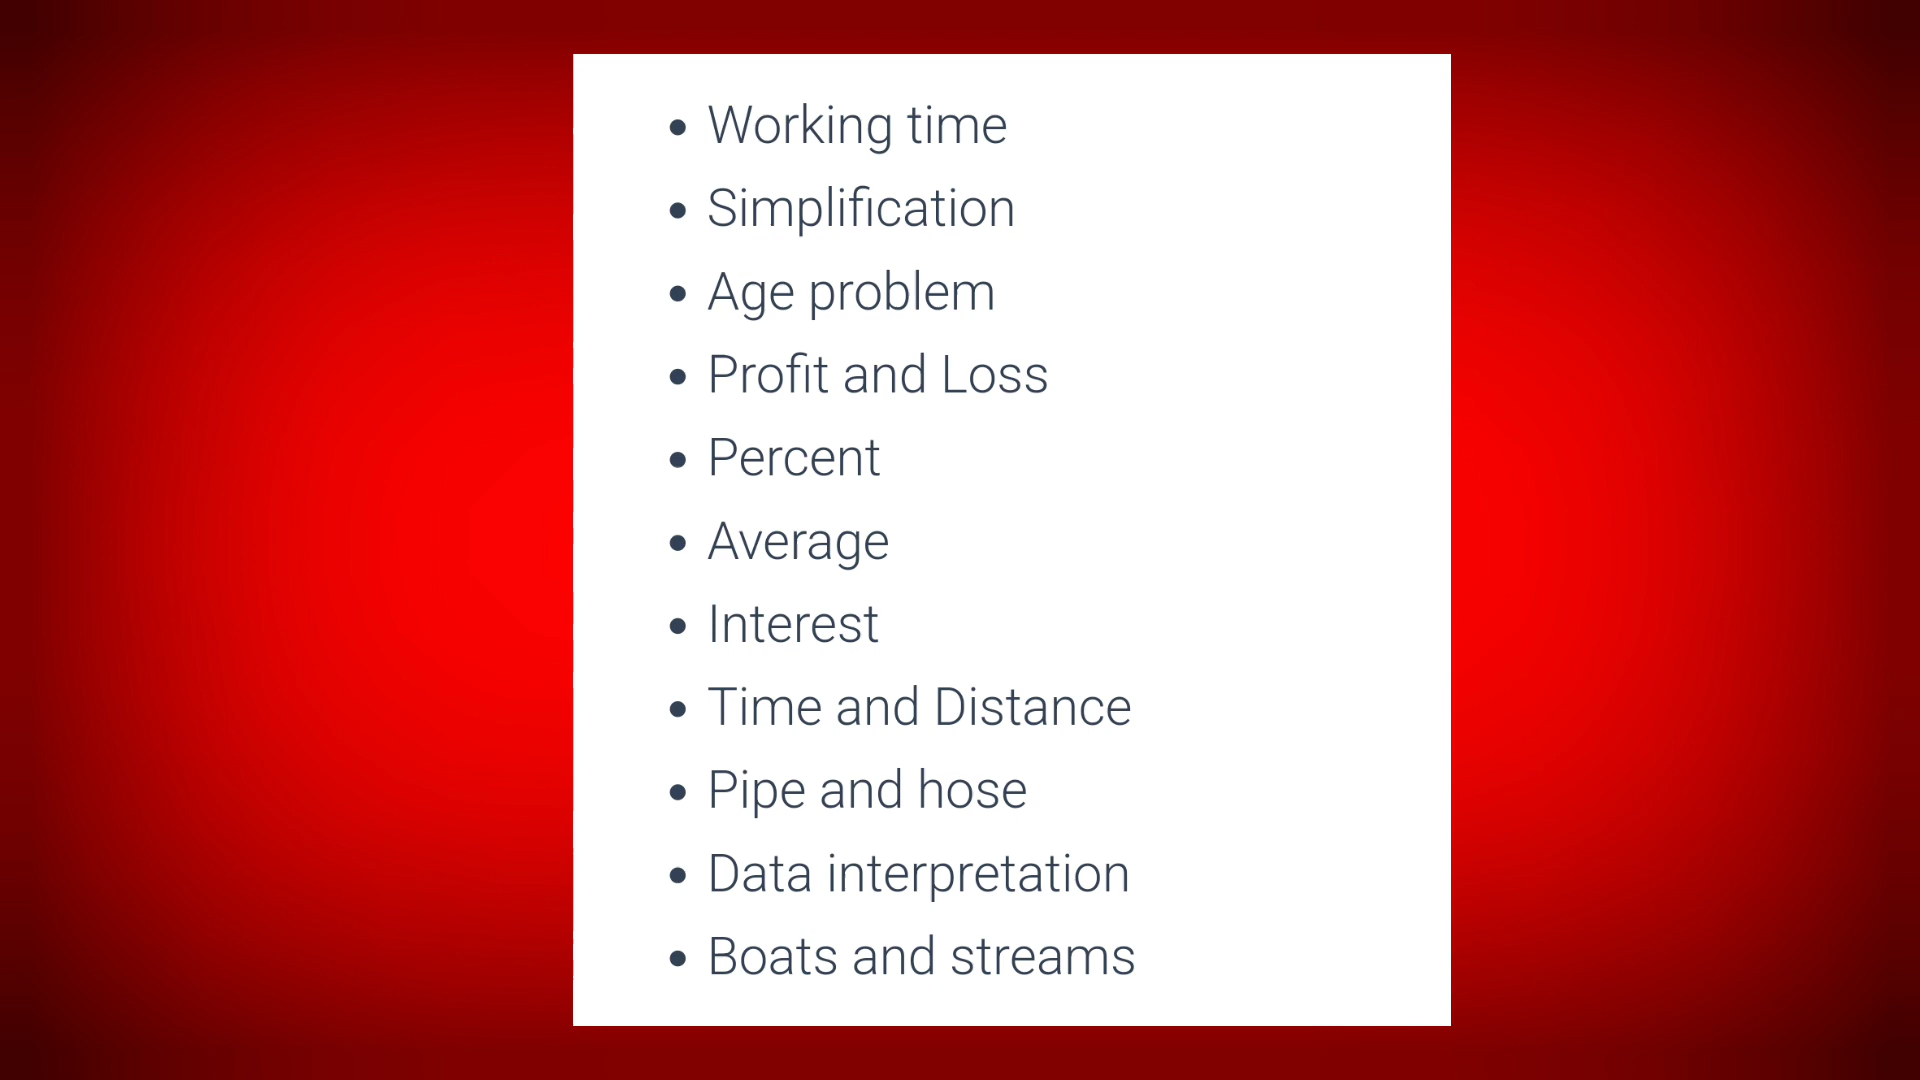 • Working time
• Simplification
• Age problem
• Profit and Loss
• Percent
• Average
• Interest
• Time and Distance
• Pipe and hose
• Data interpretation
• Boats and streams